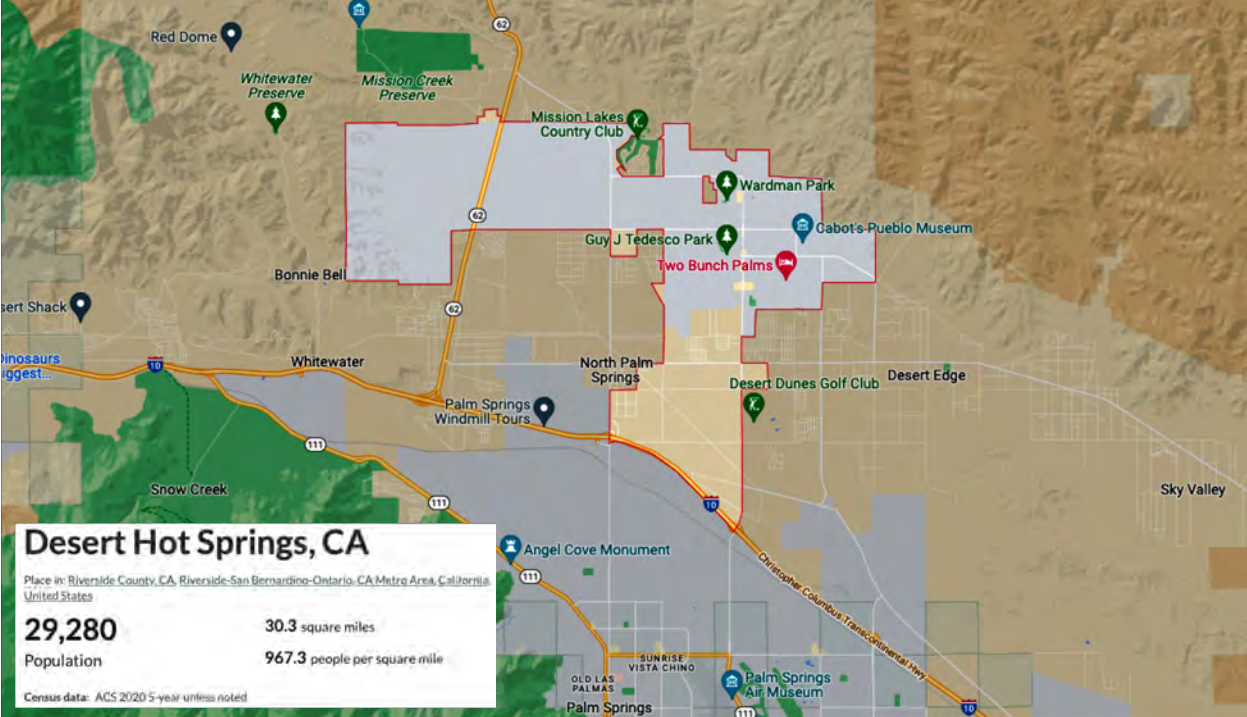 62
Red Dome
Whitewater
Preserve
Mission Creek
Preserve
Mission Lakes
Country Club
Wardman Park
62
Cabot's Pueblo Museum
Guy J Tedesco Park
Two Bunch Palms
Bonnie Bell
sert Shack
62
Dinosaurs
iggest...
10
Whitewater
North Palm
Springs
Desert Edge
Desert Dunes Golf Club
Palm Springs
Windmill Tours
111
Snow Creek
Sky Valley
111
10
Angel Cove Monument
111
Christopher Columbus Transcontinental Hwy
SUNRISE
VISTA CHINO
OLD LAS
PALMAS
Palm Springs
Air Museum
Palm Springs
111
10
Desert Hot Springs, CA
Place in: Riverside County, CA, Riverside-San Bernardino-Ontario, CA Metro Area, California,
United States
29,280
30.3 square miles
Population
967.3 people per square mile
Census data: ACS 2020 5-year unless noted